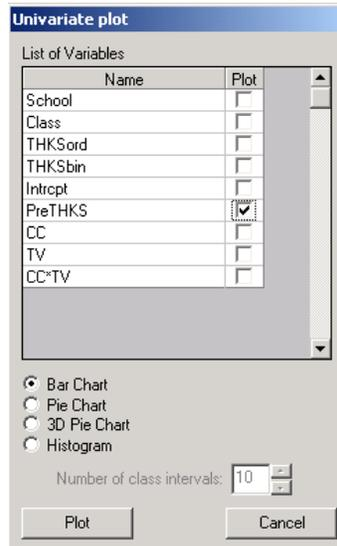 Univariate plot
List of Variables
Name Plot
School
Class
THKSord
THKSbin
Intrcpt
PreTHKS
CC
TV
CC*TV
Bar Chart
Pie Chart
3D Pie Chart
Histogram
Number of class intervals: 10
Plot Cancel